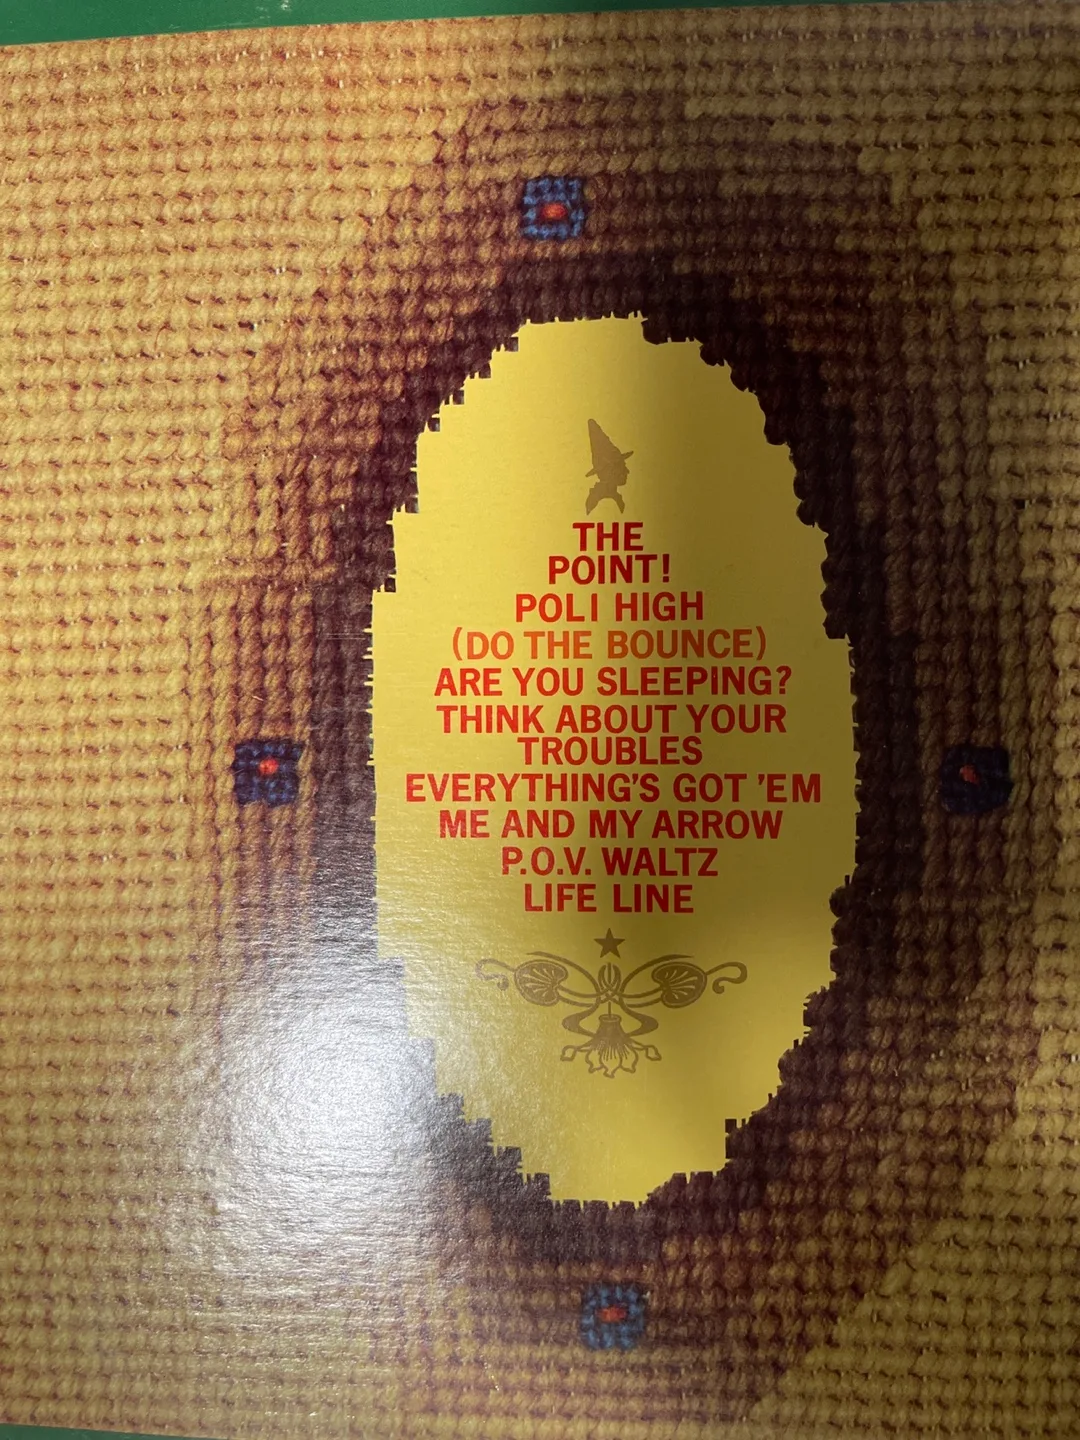 THE
POINT!
POLI HIGH
(DO THE BOUNCE)
ARE YOU SLEEPING?
THINK ABOUT YOUR
TROUBLES
EVERYTHING'S GOT 'EM
ME AND MY ARROW
P.O.V. WALTZ
LIFE LINE